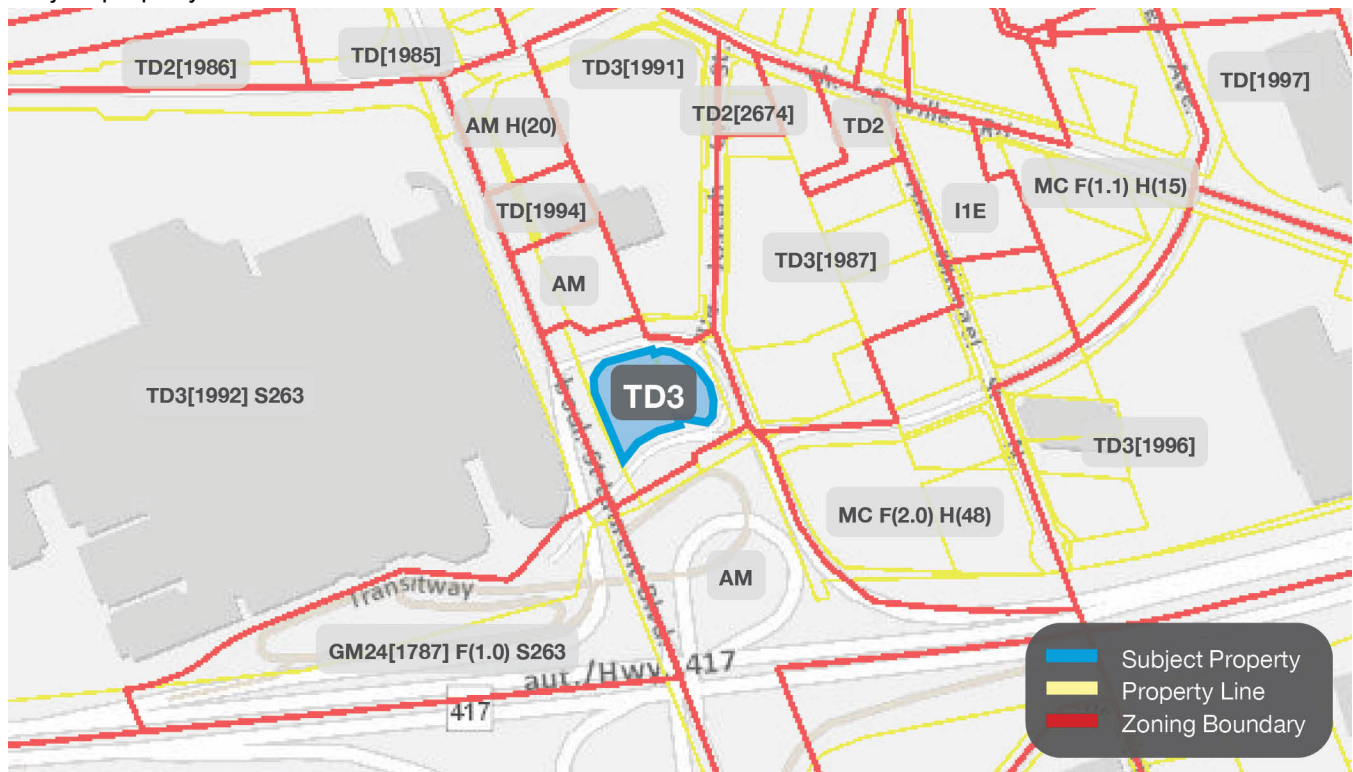 TD2[1986]
TD[1985]
TD3[1991]
TD[1997]
AM H(20)
TD2[2674]
TD2
MC F(1.1) H(15)
TD[1994]
I1E
AM
TD3[1987]
TD3[1992] S263
TD3
TD3[1996]
MC F(2.0) H(48)
AM
Transitway
GM24[1787] F(1.0) S263
aut./Hwy. 417
417
Ave.
Subject Property
Property Line
Zoning Boundary